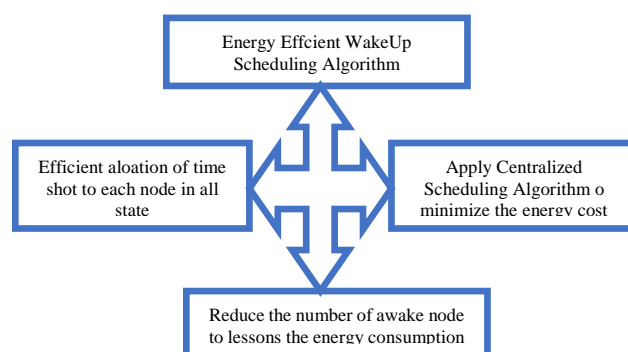 Energy Effcient WakeUp
Scheduling Algorithm
Efficient aloation of time
shot to each node in all
state
Apply Centralized
Scheduling Algorithm o
minimize the energy cost
Reduce the number of awake node
to lessons the energy consumption